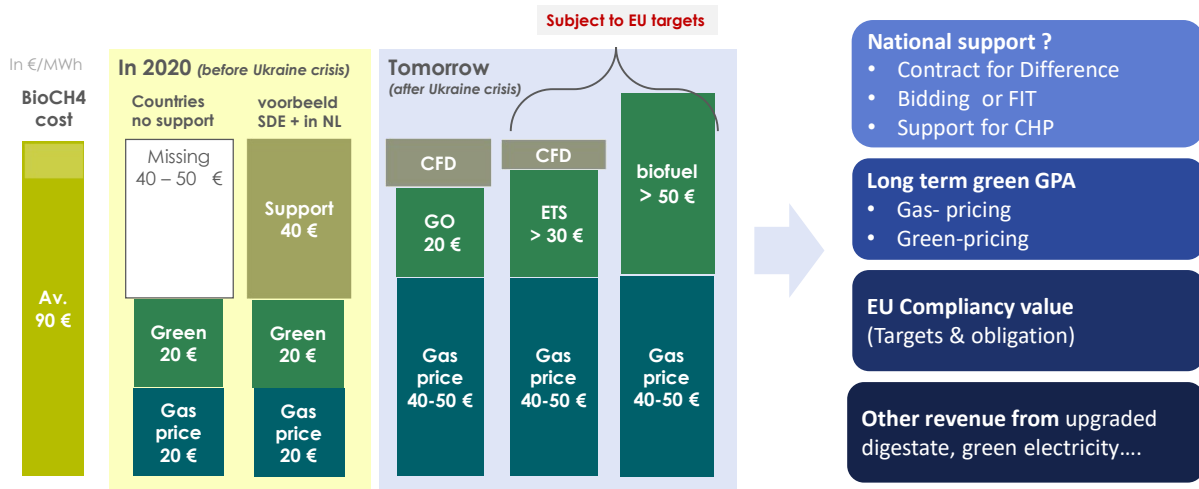 Subject to EU targets
In €/MWh
BioCH4
cost
Av.
90 €
In 2020 (before Ukraine crisis)
Countries
no support
voorbeeld
SDE + in NL
Missing
40 – 50 €
Support
40 €
Green
20 €
Green
20 €
Gas
price
20 €
Gas
price
20 €
Tomorrow
(after Ukraine crisis)
CFD
GO
20 €
Gas
price
40-50 €
CFD
ETS
> 30 €
Gas
price
40-50 €
biofuel
> 50 €
Gas
price
40-50 €
National support ?
• Contract for Difference
• Bidding or FIT
• Support for CHP
Long term green GPA
• Gas- pricing
• Green-pricing
EU Compliancy value
(Targets & obligation)
Other revenue from upgraded
digestate, green electricity....